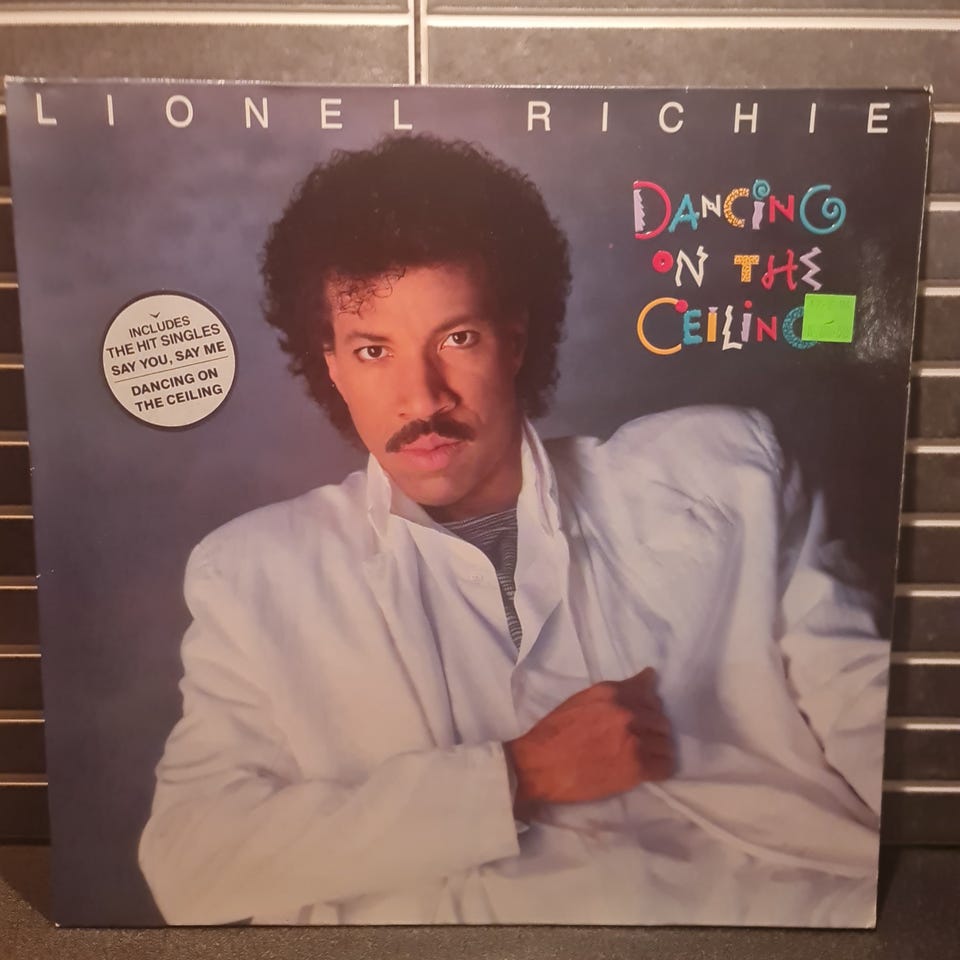 LIONEL RICHIE
DANCING
ON THE
CEILING
INCLUDES
THE HIT SINGLES
SAY YOU, SAY ME
DANCING ON
THE CEILING